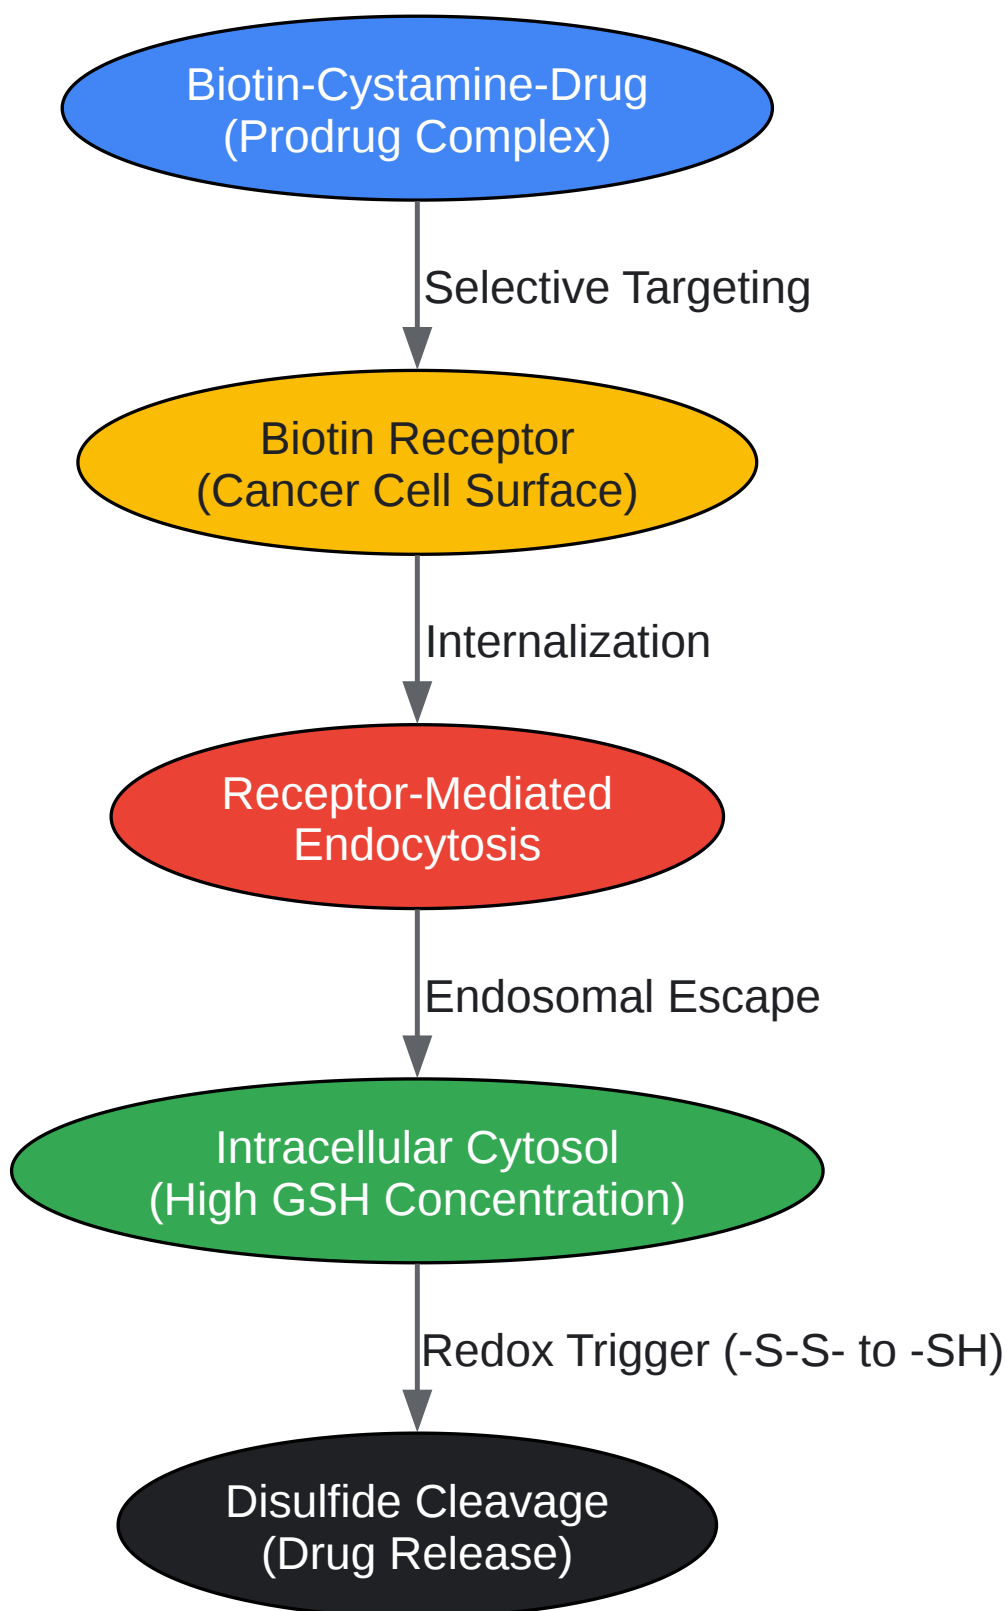 Biotin-Cystamine-Drug
(Prodrug Complex)
Selective Targeting
Biotin Receptor
(Cancer Cell Surface)
Internalization
Receptor-Mediated
Endocytosis
Endosomal Escape
Intracellular Cytosol
(High GSH Concentration)
Redox Trigger (-S-S- to -SH)
Disulfide Cleavage
(Drug Release)